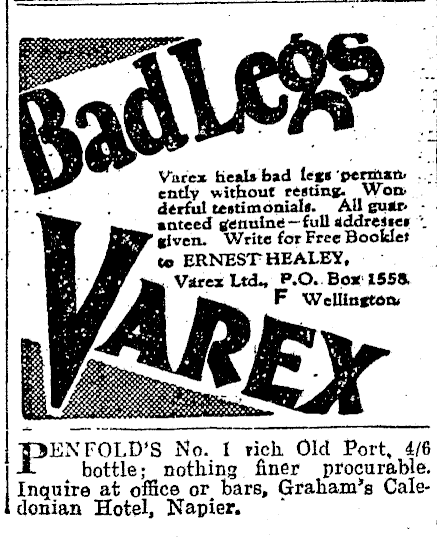 Bad Legs
Varex heals bad legs perman-
ently without resting. Won-
derful testimonials. All guar-
anteed genuine—full addresses
given. Write for Free Booklet
to ERNEST HEALEY,
Varex Ltd., P.O. Box 1558,
F Wellington.
VAREX
PENFOLD'S No. 1 rich Old Port, 4/6
bottle; nothing finer procurable.
Inquire at office or bars, Graham's Cale-
donian Hotel, Napier.